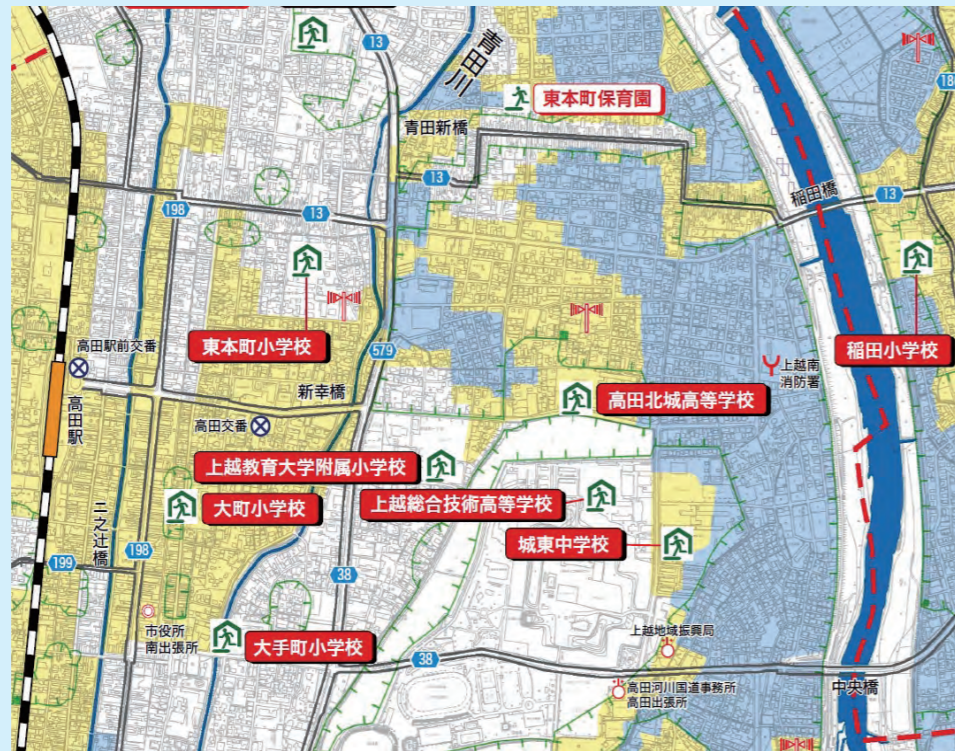 13
青田川
東本町保育園
青田新橋
13
稲田橋
13
198
13
東本町小学校
稲田小学校
高田駅前交番
579
上越南
消防署
新幸橋
高田駅
高田交番
高田北城高等学校
上越教育大学附属小学校
大町小学校
上越総合技術高等学校
二之辻橋
198
199
城東中学校
38
市役所
南出張所
大手町小学校
上越地域振興局
38
高田河川国道事務所
高田出張所
中央橋